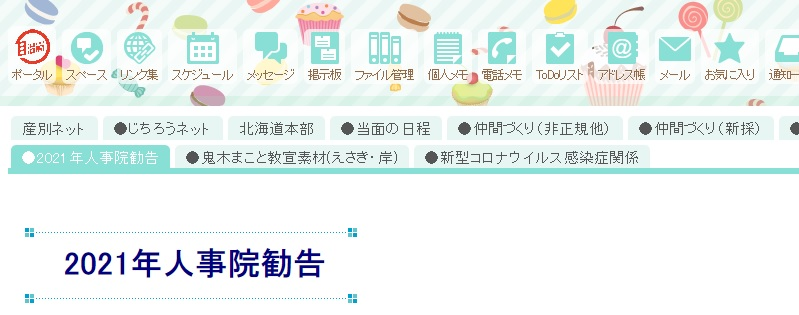 ポータル スペース リンク集 スケジュール メッセージ 掲示板 ファイル管理 個人メモ 電話メモ ToDoリスト アドレス帳 メール お気に入り 通知一
産別ネット ●じちろうネット 北海道本部 ●当面の日程 ●仲間づくり(非正規他) ●仲間づくり(新採) ●
●2021年人事院勧告 ●鬼木まこと教宣素材(えさき・岸) ●新型コロナウイルス感染症関係
2021年人事院勧告